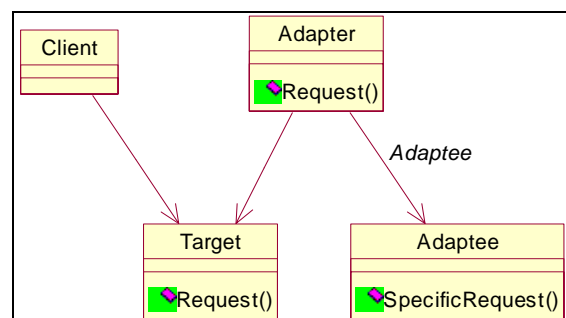 Client
Adapter
Request()
Adaptee
Target
Adaptee
Request()
SpecificRequest()